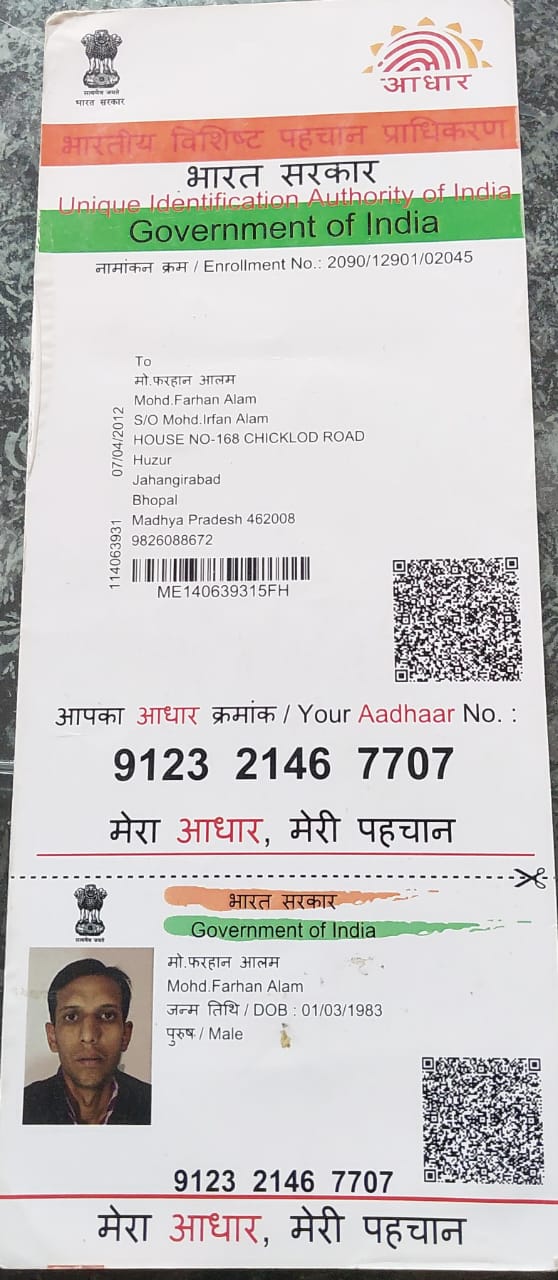 सत्यमेव जयते
भारत सरकार
आधार
भारतीय विशिष्ट पहचान प्राधिकरण
भारत सरकार
Unique Identification Authority of India
Government of India
नामांकन क्रम / Enrollment No.: 2090/12901/02045
To
मो.फरहान आलम
Mohd.Farhan Alam
S/O Mohd.Irfan Alam
HOUSE NO-168 CHICKLOD ROAD
Huzur
Jahangirabad
Bhopal
Madhya Pradesh 462008
9826088672
114063931 07/04/2012
ME140639315FH
आपका आधार क्रमांक / Your Aadhaar No. :
9123 2146 7707
मेरा आधार, मेरी पहचान
सत्यमेव जयते
भारत सरकार
Government of India
मो.फरहान आलम
Mohd.Farhan Alam
जन्म तिथि / DOB : 01/03/1983
पुरुष / Male
9123 2146 7707
मेरा आधार, मेरी पहचान